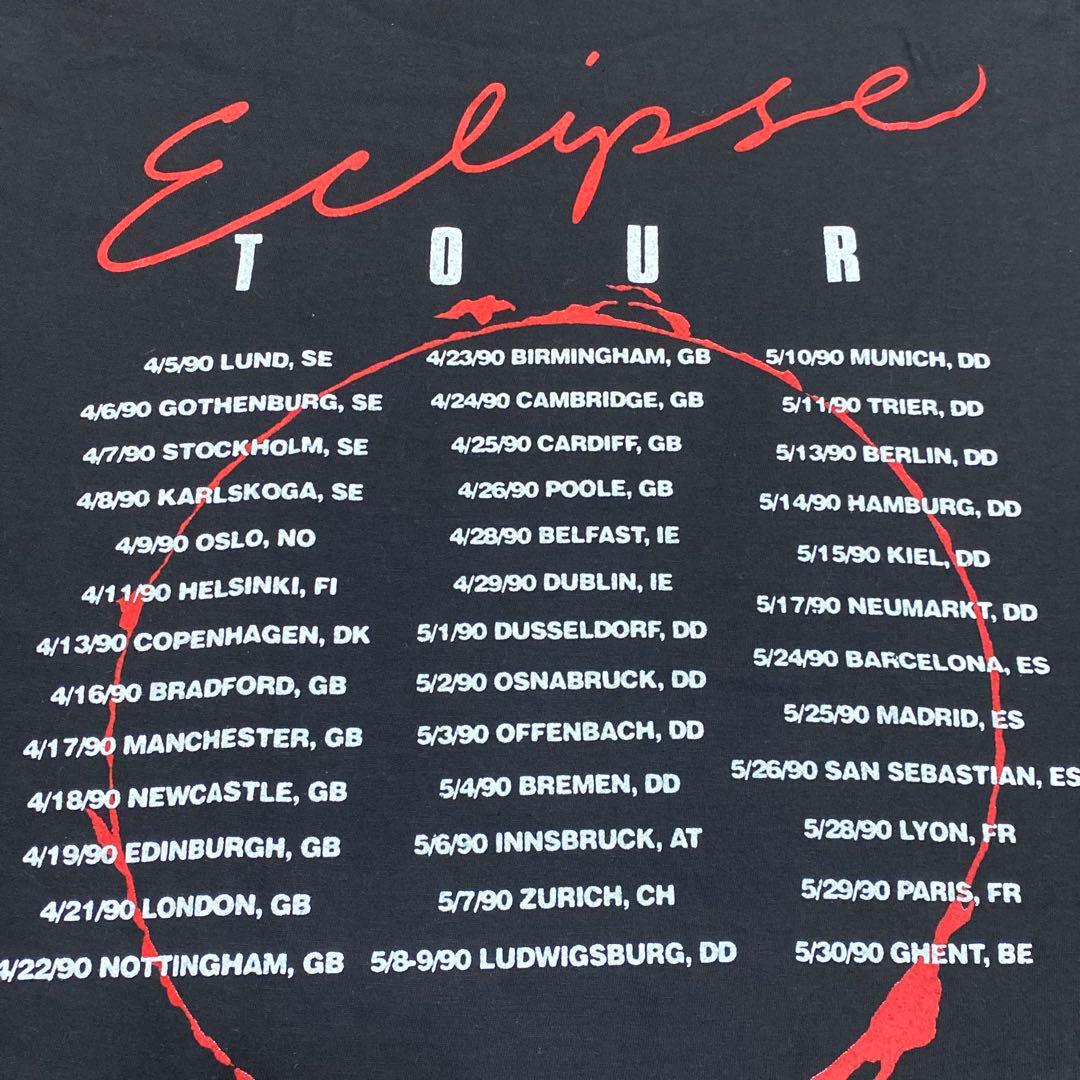 Eclipse
TOUR
4/5/90 LUND, SE
4/6/90 GOTHENBURG, SE
4/7/90 STOCKHOLM, SE
4/8/90 KARLSKOGA, SE
4/9/90 OSLO, NO
4/11/90 HELSINKI, FI
4/13/90 COPENHAGEN, DK
4/16/90 BRADFORD, GB
4/17/90 MANCHESTER, GB
4/18/90 NEWCASTLE, GB
4/19/90 EDINBURGH, GB
4/21/90 LONDON, GB
4/22/90 NOTTINGHAM, GB
4/23/90 BIRMINGHAM, GB
4/24/90 CAMBRIDGE, GB
4/25/90 CARDIFF, GB
4/26/90 POOLE, GB
4/28/90 BELFAST, IE
4/29/90 DUBLIN, IE
5/1/90 DUSSELDORF, DD
5/2/90 OSNABRUCK, DD
5/3/90 OFFENBACH, DD
5/4/90 BREMEN, DD
5/6/90 INNSBRUCK, AT
5/7/90 ZURICH, CH
5/8-9/90 LUDWIGSBURG, DD
5/10/90 MUNICH, DD
5/11/90 TRIER, DD
5/13/90 BERLIN, DD
5/14/90 HAMBURG, DD
5/15/90 KIEL, DD
5/17/90 NEUMARKT, DD
5/24/90 BARCELONA, ES
5/25/90 MADRID, ES
5/26/90 SAN SEBASTIAN, ES
5/28/90 LYON, FR
5/29/90 PARIS, FR
5/30/90 GHENT, BE